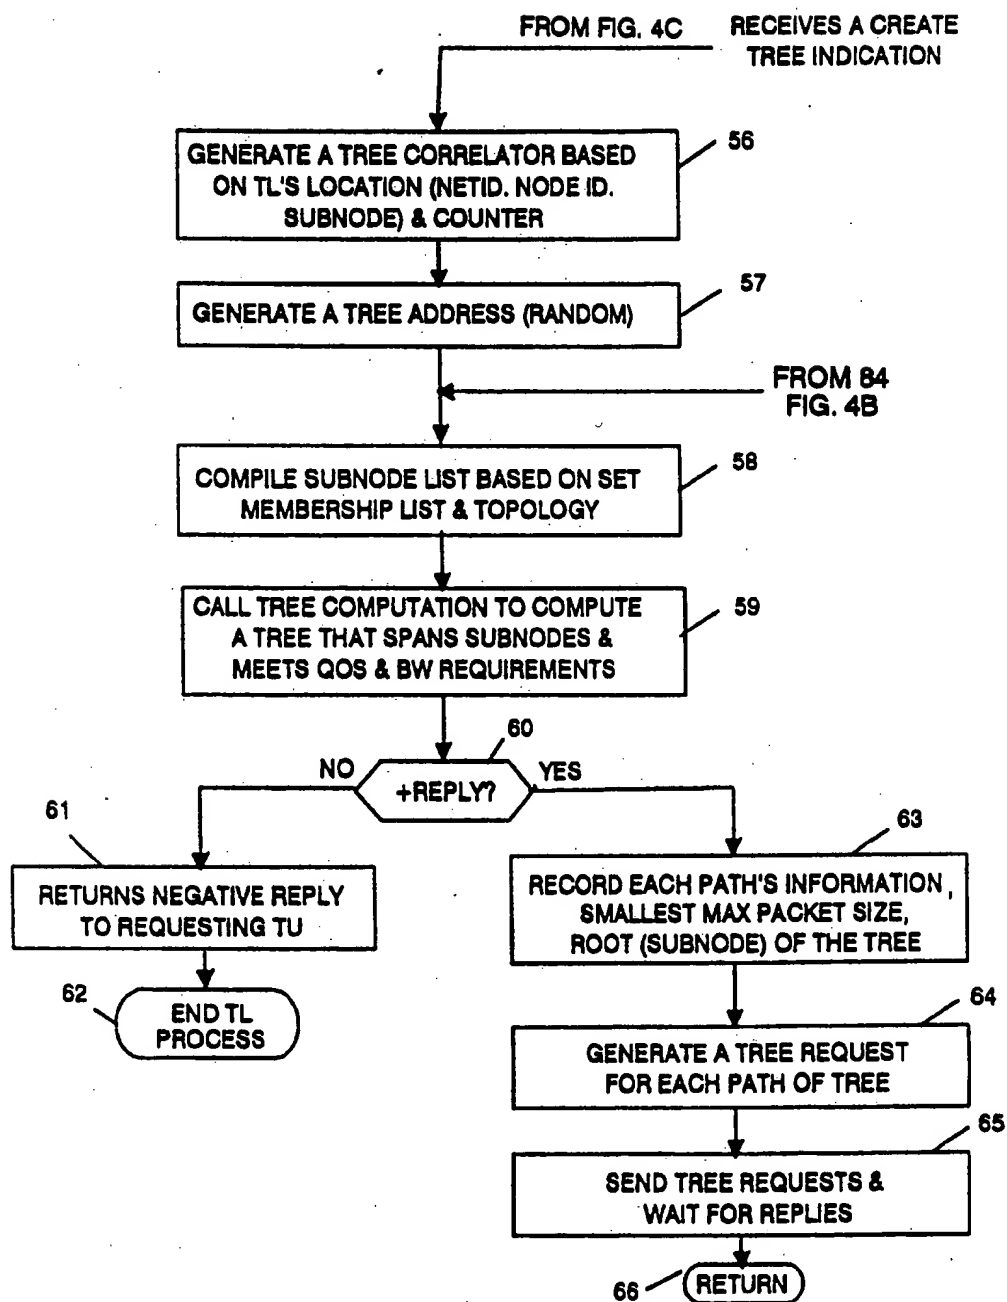 FROM FIG. 4C
RECEIVES A CREATE
TREE INDICATION
56
GENERATE A TREE CORRELATOR BASED
ON TL'S LOCATION (NETID. NODE ID.
SUBNODE) & COUNTER
57
GENERATE A TREE ADDRESS (RANDOM)
FROM 84
FIG. 4B
58
COMPILE SUBNODE LIST BASED ON SET
MEMBERSHIP LIST & TOPOLOGY
59
CALL TREE COMPUTATION TO COMPUTE
A TREE THAT SPANS SUBNODES &
MEETS QOS & BW REQUIREMENTS
60
NO
+REPLY?
YES
61
RETURNS NEGATIVE REPLY
TO REQUESTING TU
62
END TL
PROCESS
63
RECORD EACH PATH'S INFORMATION,
SMALLEST MAX PACKET SIZE,
ROOT (SUBNODE) OF THE TREE
64
GENERATE A TREE REQUEST
FOR EACH PATH OF TREE
65
SEND TREE REQUESTS &
WAIT FOR REPLIES
66
RETURN